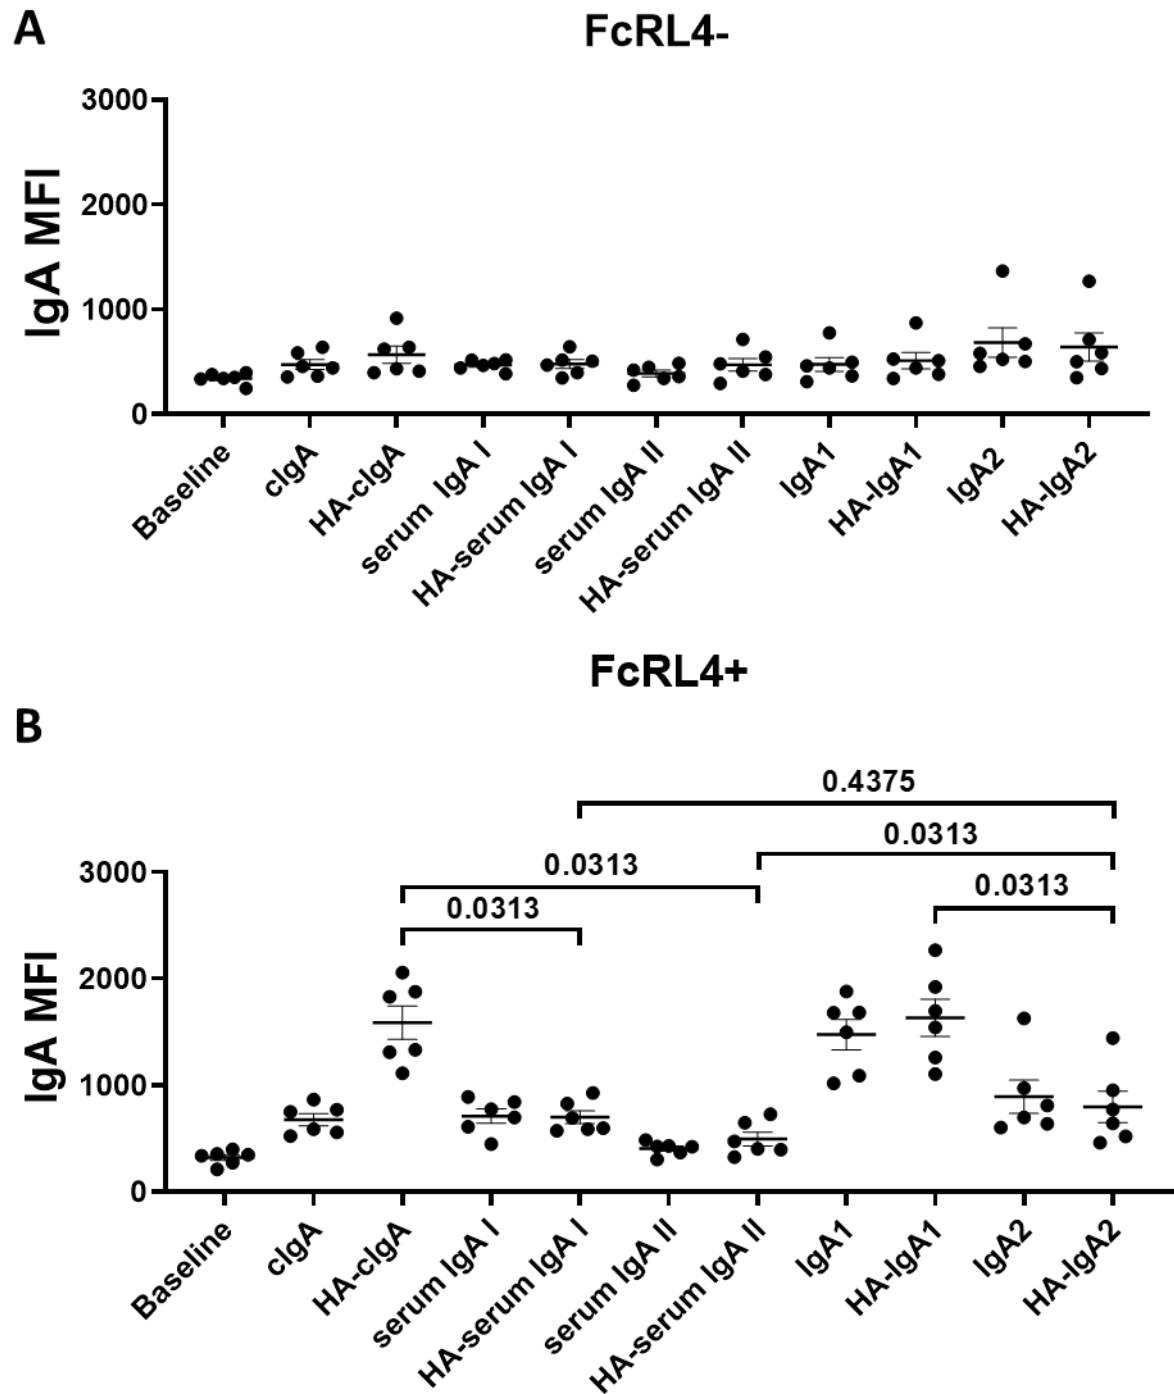 A
FcRL4-
IgA MFI
3000
2000
1000
0
Baseline
cIgA
HA-cIgA
serum IgA I
HA-serum IgA I
serum IgA II
HA-serum IgA II
IgA1
HA-IgA1
IgA2
HA-IgA2
FcRL4+
B
0.4375
0.0313
0.0313
0.0313
0.0313
IgA MFI
3000
2000
1000
0
Baseline
cIgA
HA-cIgA
serum IgA I
HA-serum IgA I
serum IgA II
HA-serum IgA II
IgA1
HA-IgA1
IgA2
HA-IgA2